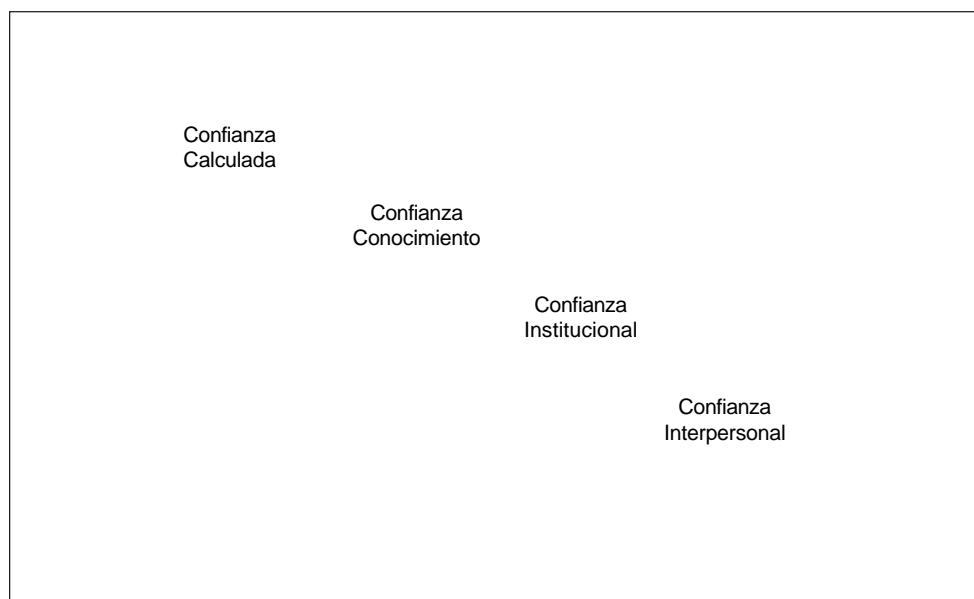 Confianza
Calculada
Confianza
Conocimiento
Confianza
Institucional
Confianza
Interpersonal